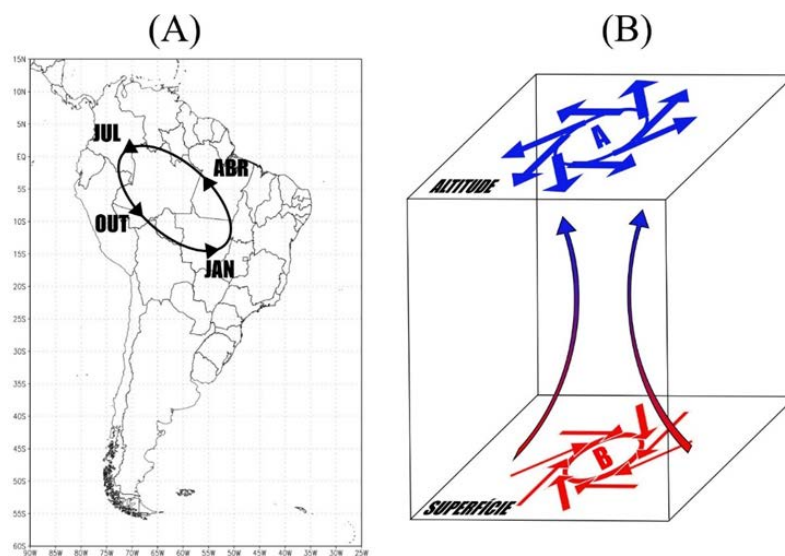 (A)
(B)
15N
10N
5N
EQ
5S
10S
15S
20S
25S
30S
35S
40S
45S
50S
55S
60S
90W 85W 80W 75W 70W 65W 60W 55W 50W 45W 40W 35W 30W 25W
JUL
ABR
OUT
JAN
A
ALTITUDE
B
SUPERFÍCIE